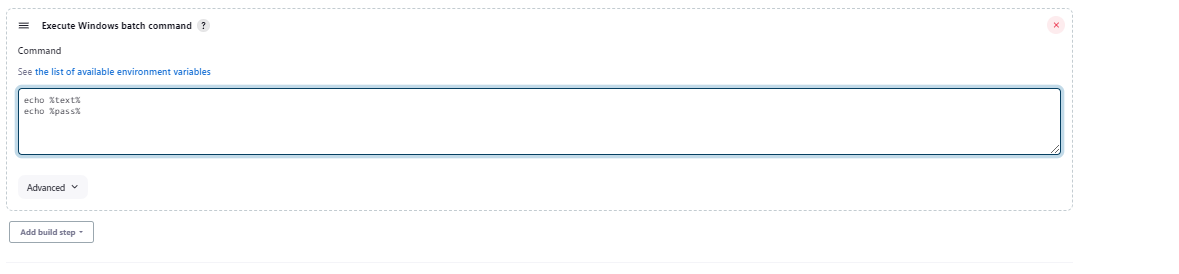 Execute Windows batch command ?
Command
See the list of available environment variables
echo %text%
echo %pass%
Advanced
Add build step